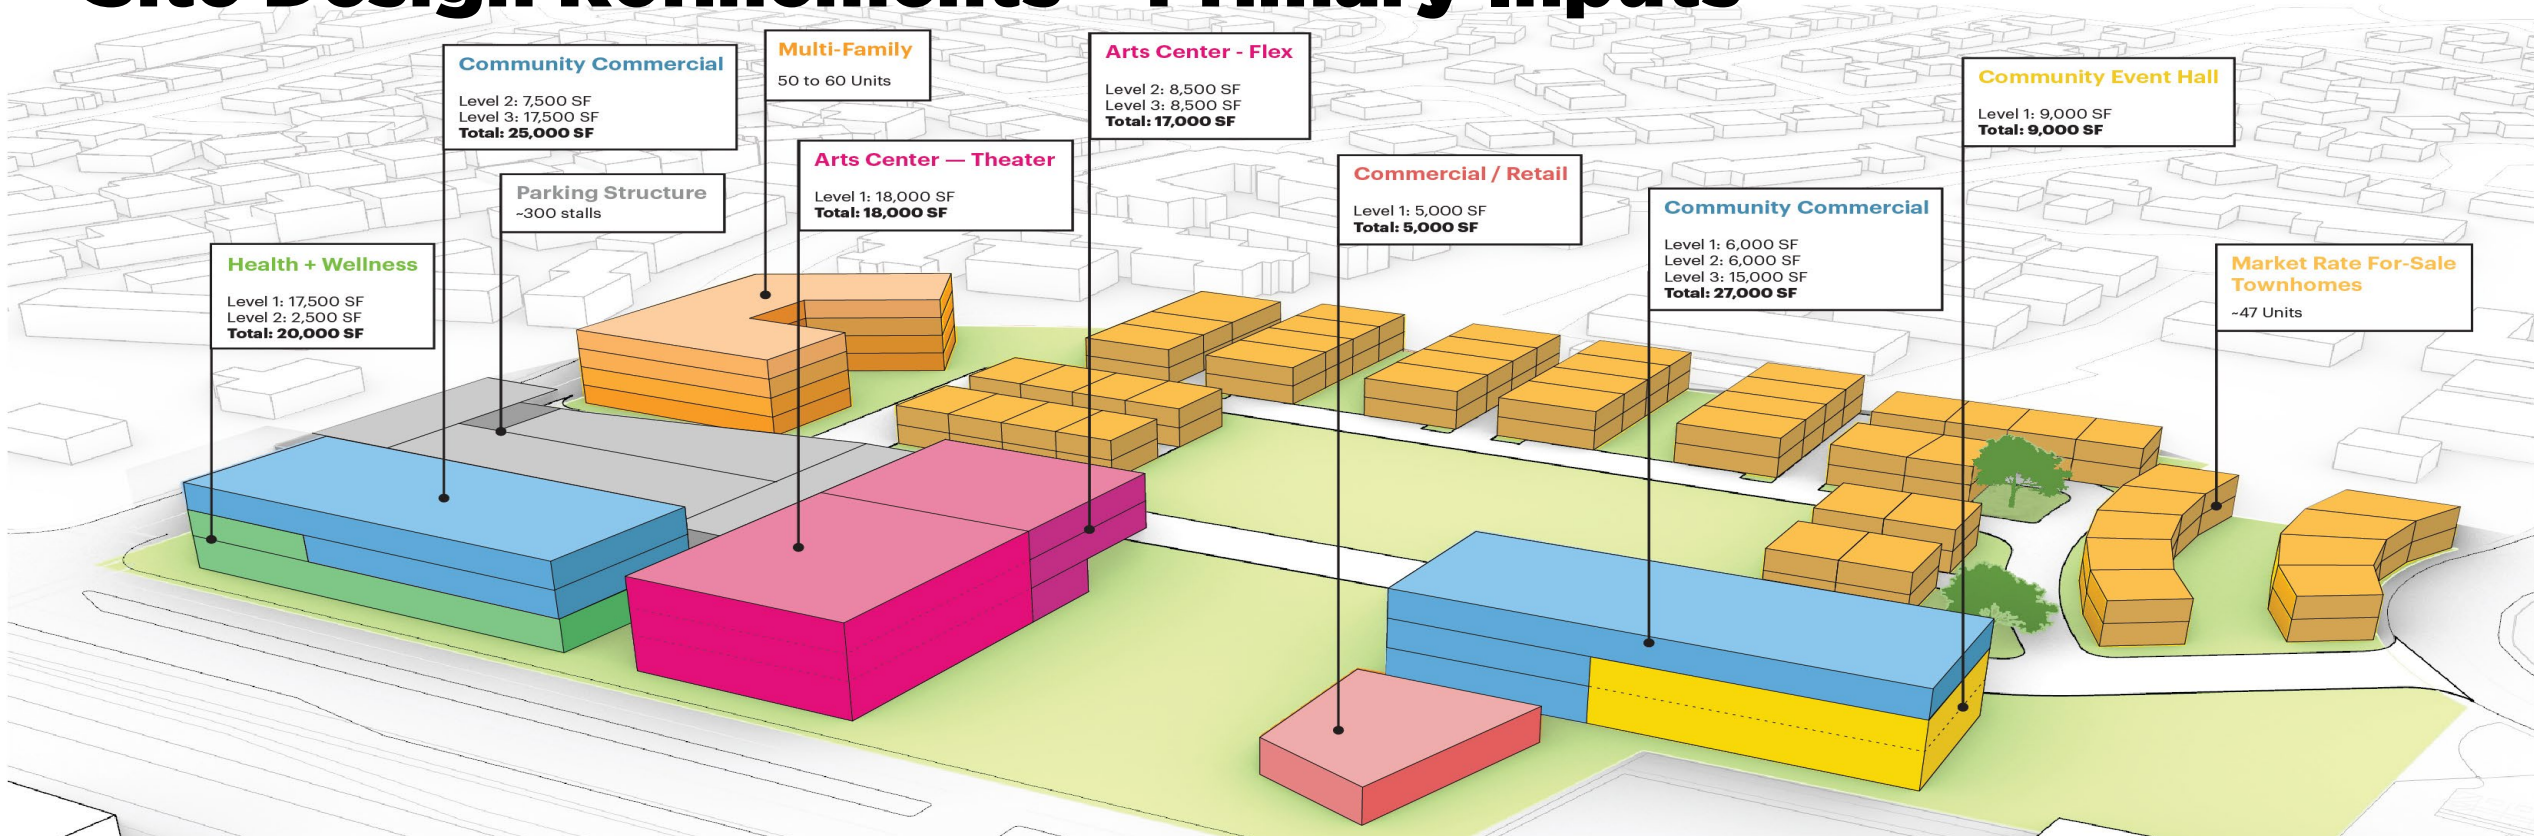 Site Design Refinements – Primary Inputs
Community Commercial
Level 2: 7,500 SF
Level 3: 17,500 SF
Total: 25,000 SF
Multi-Family
50 to 60 Units
Arts Center - Flex
Level 2: 8,500 SF
Level 3: 8,500 SF
Total: 17,000 SF
Community Event Hall
Level 1: 9,000 SF
Total: 9,000 SF
Parking Structure
~300 stalls
Arts Center — Theater
Level 1: 18,000 SF
Total: 18,000 SF
Commercial / Retail
Level 1: 5,000 SF
Total: 5,000 SF
Community Commercial
Level 1: 6,000 SF
Level 2: 6,000 SF
Level 3: 15,000 SF
Total: 27,000 SF
Health + Wellness
Level 1: 17,500 SF
Level 2: 2,500 SF
Total: 20,000 SF
Market Rate For-Sale
Townhomes
~47 Units